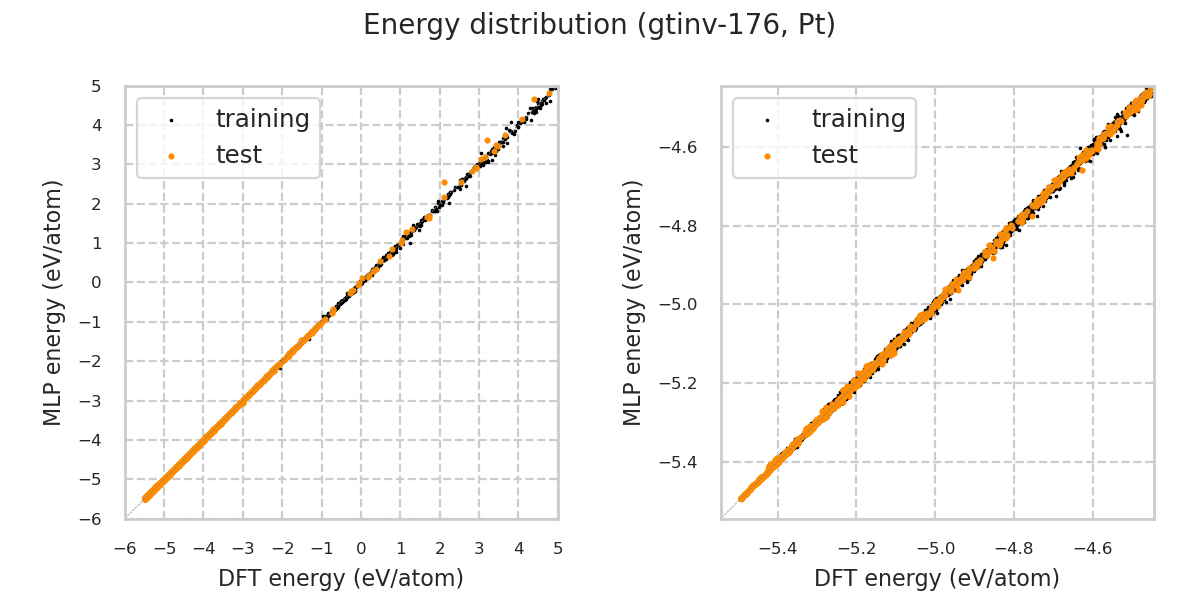 Energy distribution (gtinv-176, Pt)
training
test
MLP energy (eV/atom)
5
4
3
2
1
0
−1
−2
−3
−4
−5
−6
−6 −5 −4 −3 −2 −1 0 1 2 3 4 5
DFT energy (eV/atom)
training
test
MLP energy (eV/atom)
−4.6
−4.8
−5.0
−5.2
−5.4
−5.4 −5.2 −5.0 −4.8 −4.6
DFT energy (eV/atom)